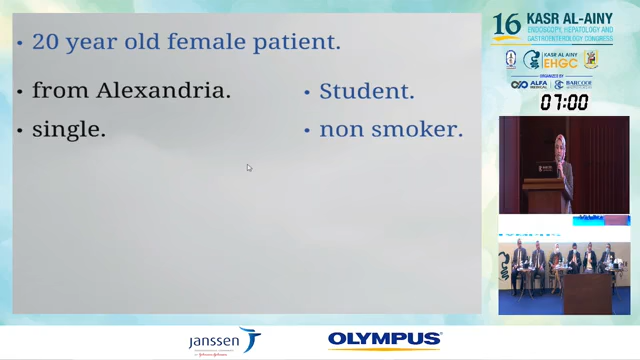 • 20 year old female patient.
• from Alexandria.
• Student.
• single.
• non smoker.
16 KASR AL-AINY
ENDOSCOPY, HEPATOLOGY AND
GASTROENTEROLOGY CONGRESS
KASR AL-AINY
EHGC
ORGANIZED BY
ALFA
MEDICAL
BARCODE
07:00
janssen
OLYMPUS